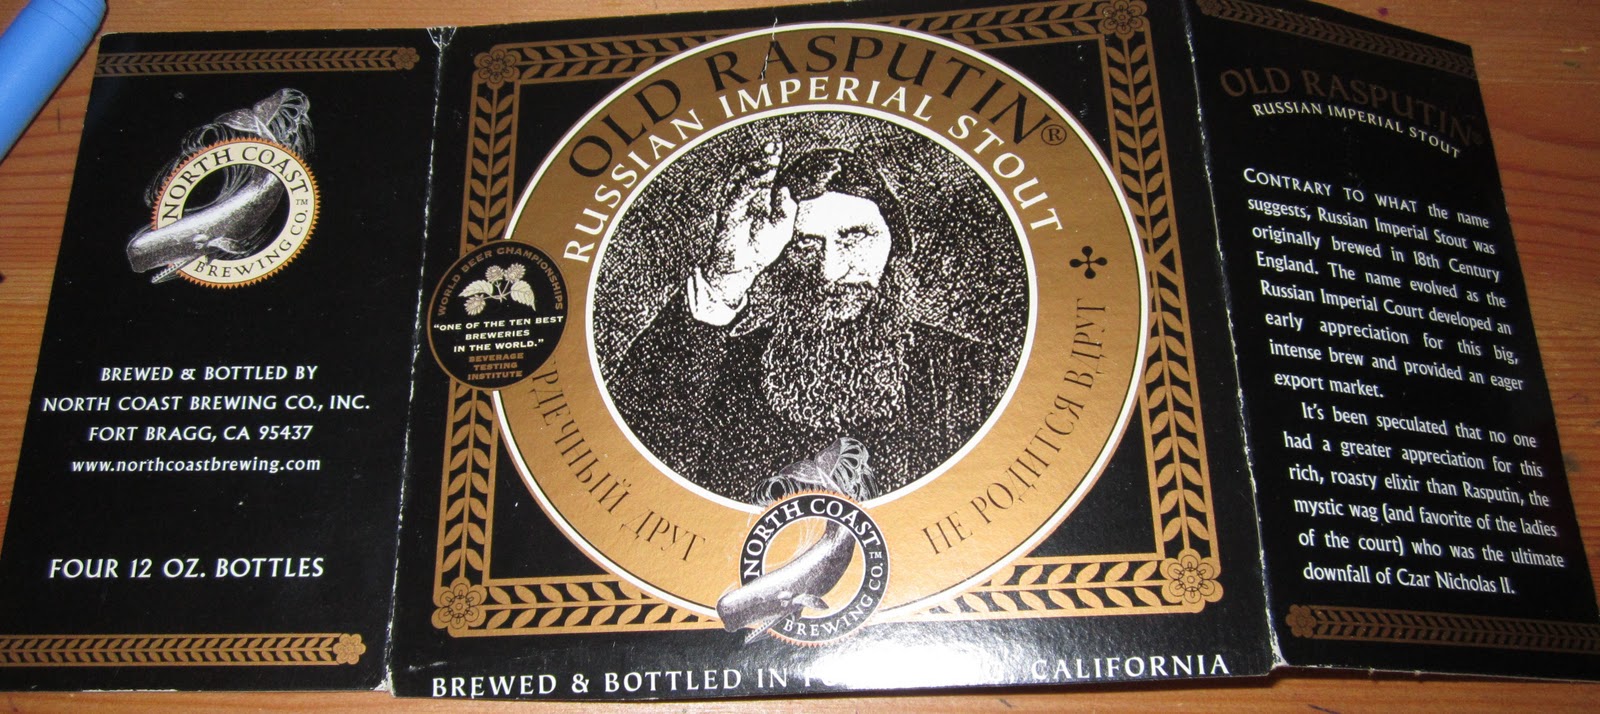 NORTH COAST
BREWING CO.™
BREWED & BOTTLED BY
NORTH COAST BREWING CO., INC.
FORT BRAGG, CA 95437
www.northcoastbrewing.com
FOUR 12 OZ. BOTTLES
OLD RASPUTIN®
RUSSIAN IMPERIAL STOUT
WORLD BEER CHAMPIONSHIPS
"ONE OF THE TEN BEST
BREWERIES
IN THE WORLD."
BEVERAGE
TESTING
INSTITUTE
РДЕЧНЫЙ ДРУГ
НЕ РОДИТСЯ ВДРУГ
NORTH COAST
BREWING CO.™
BREWED & BOTTLED IN CALIFORNIA
OLD RASPUTIN®
RUSSIAN IMPERIAL STOUT
CONTRARY TO WHAT the name
suggests, Russian Imperial Stout was
originally brewed in 18th Century
England. The name evolved as the
Russian Imperial Court developed an
early appreciation for this big,
intense brew and provided an eager
export market.
It's been speculated that no one
had a greater appreciation for this
rich, roasty elixir than Rasputin, the
mystic wag (and favorite of the ladies
of the court) who was the ultimate
downfall of Czar Nicholas II.